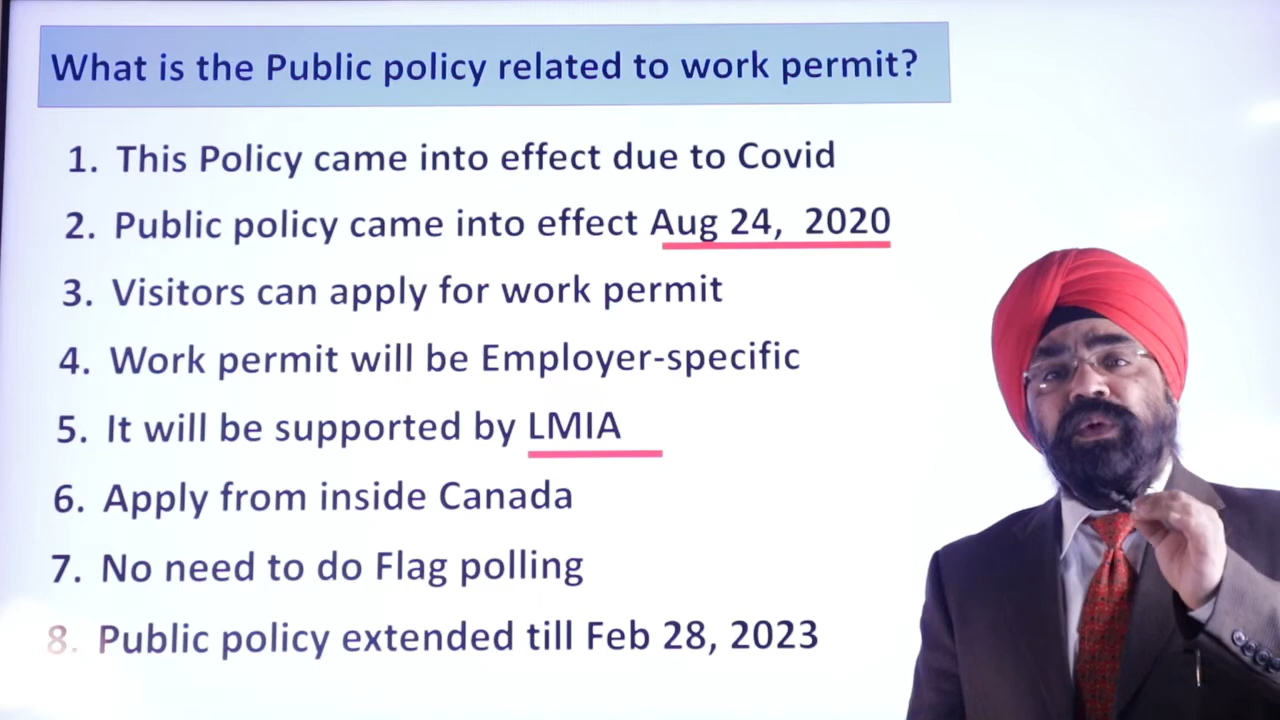 What is the Public policy related to work permit?
1. This Policy came into effect due to Covid
2. Public policy came into effect Aug 24, 2020
3. Visitors can apply for work permit
4. Work permit will be Employer-specific
5. It will be supported by LMIA
6. Apply from inside Canada
7. No need to do Flag polling
8. Public policy extended till Feb 28, 2023